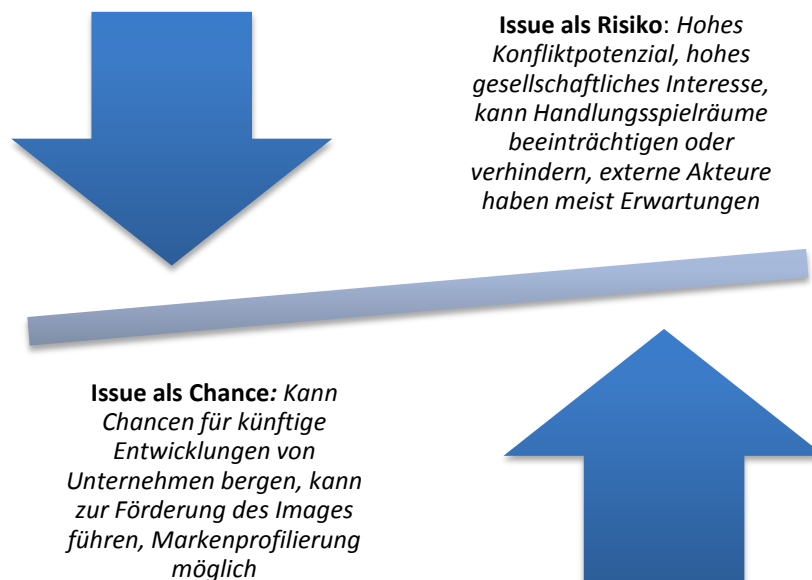 Issue als Risiko: Hohes
Konfliktpotenzial, hohes
gesellschaftliches Interesse,
kann Handlungsspielräume
beeinträchtigen oder
verhindern, externe Akteure
haben meist Erwartungen
Issue als Chance: Kann
Chancen für künftige
Entwicklungen von
Unternehmen bergen, kann
zur Förderung des Images
führen, Markenprofilierung
möglich